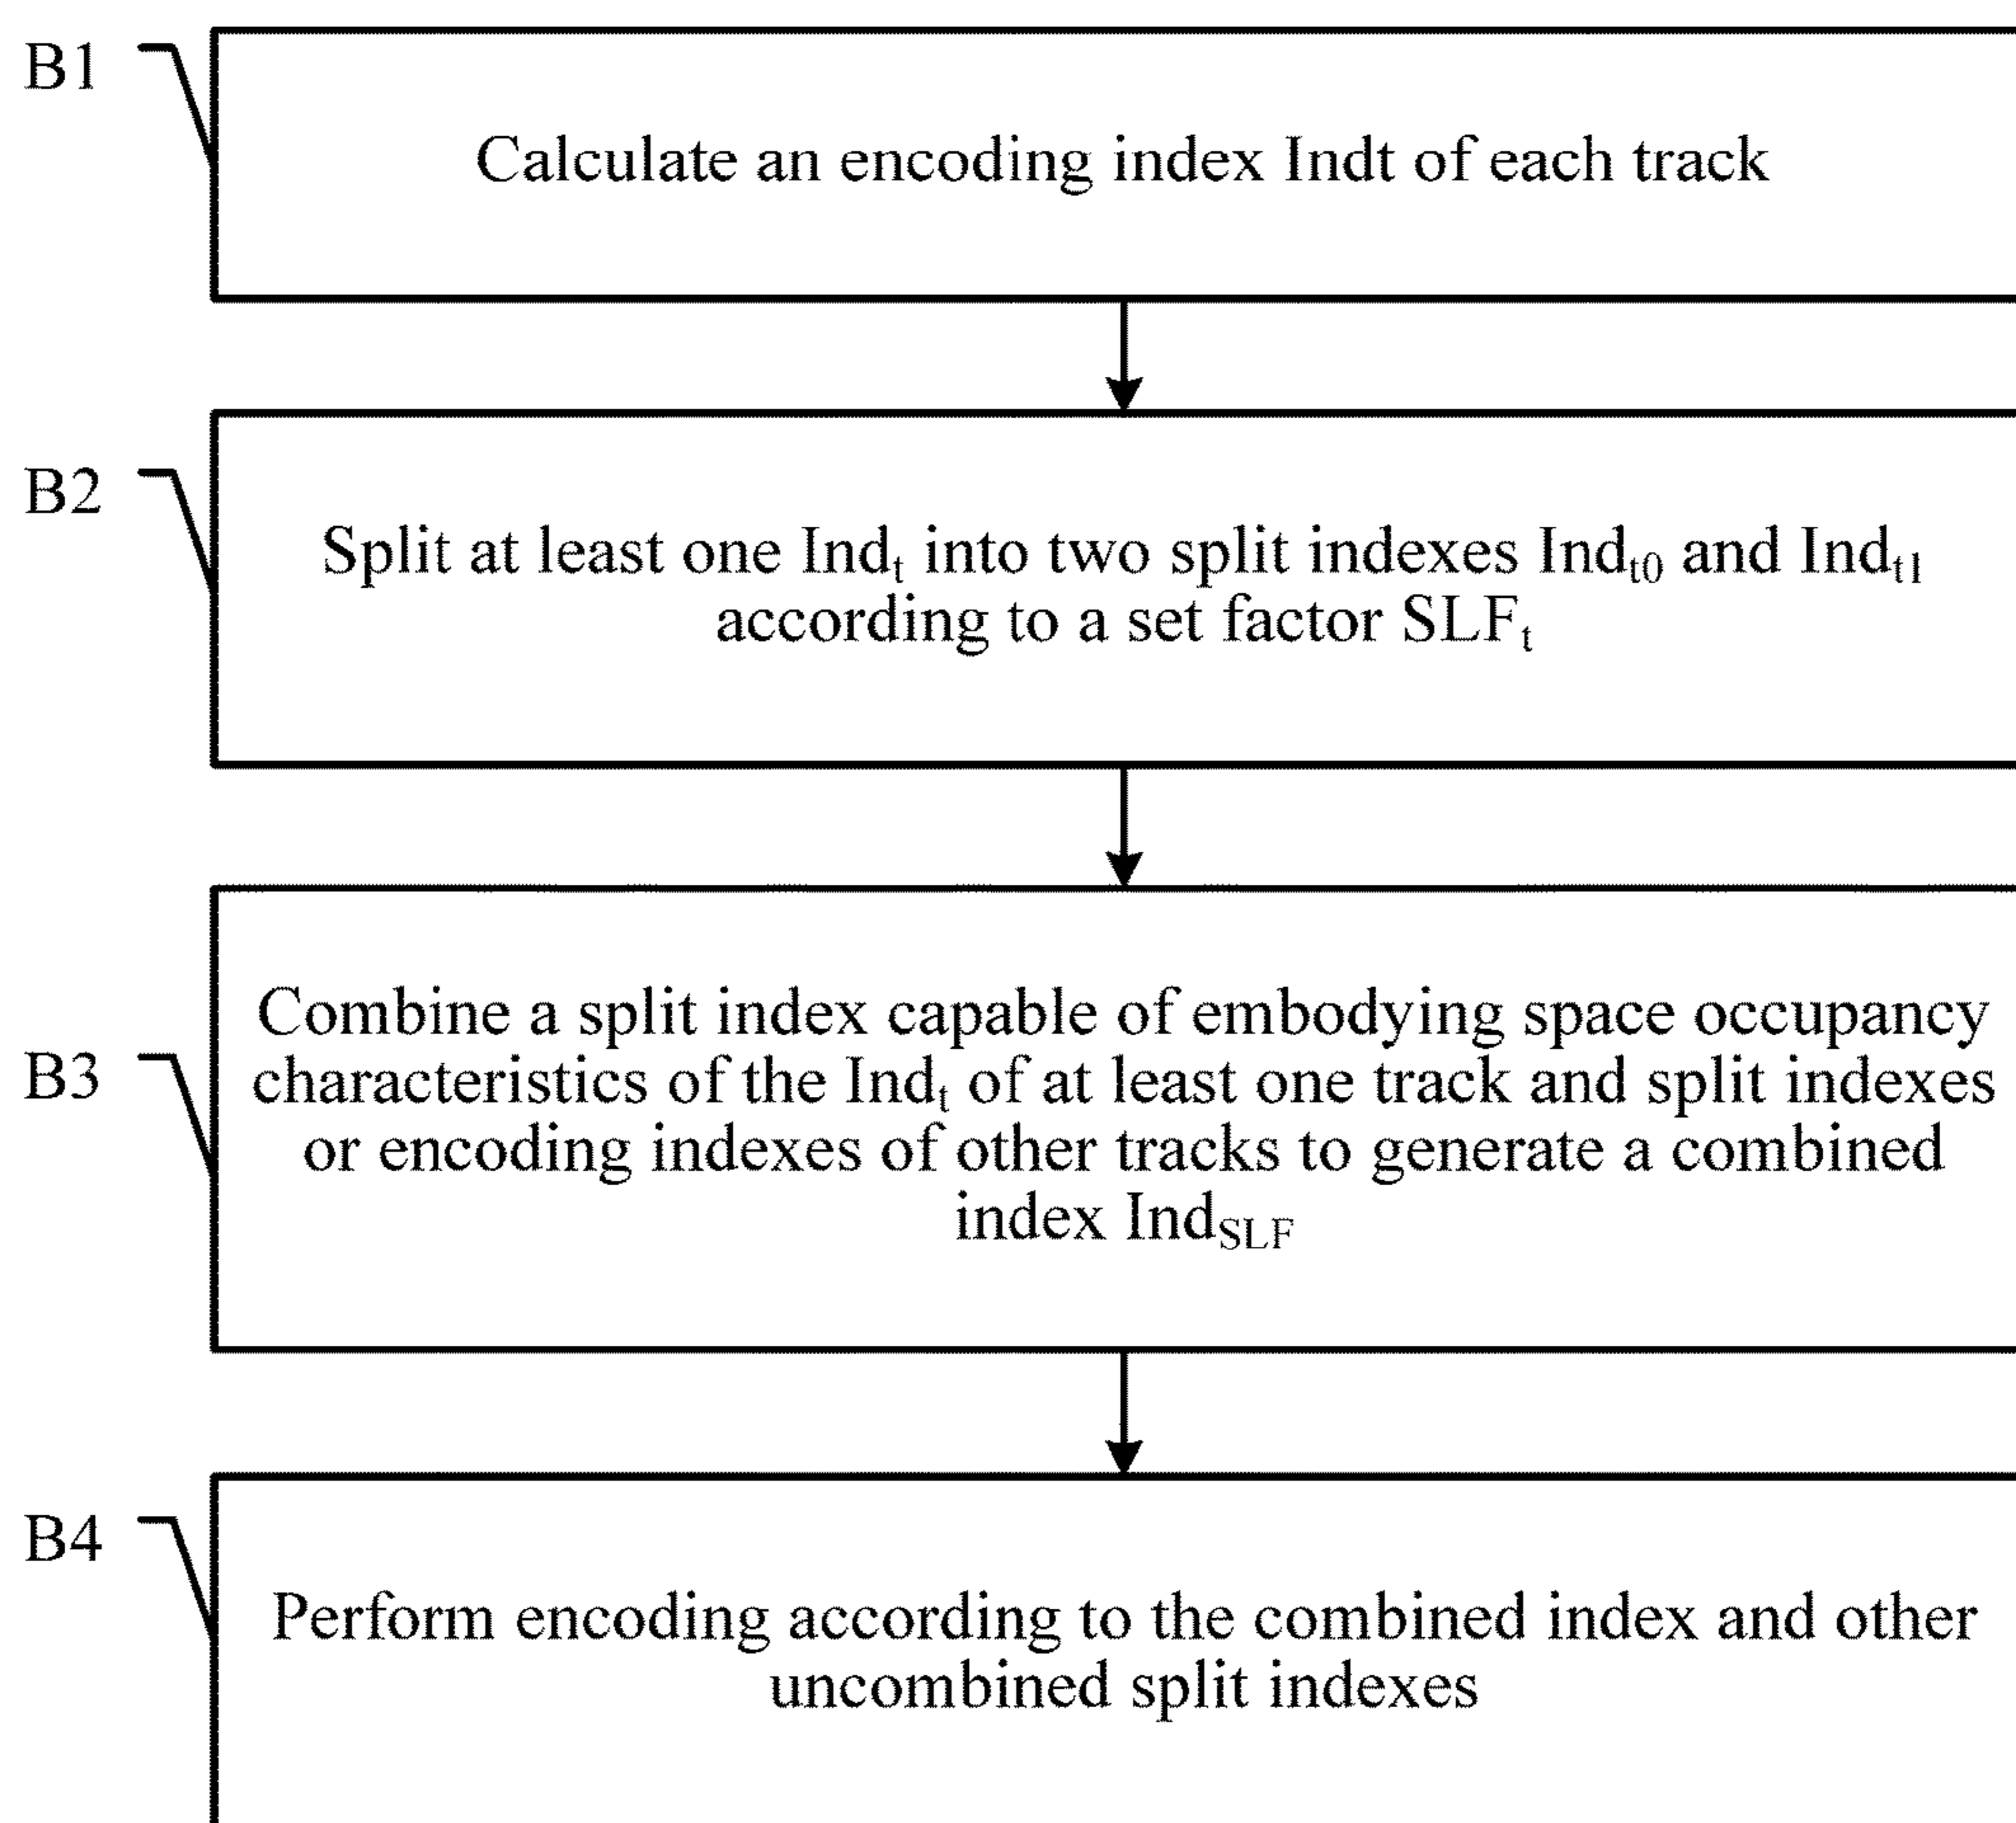 B1
Calculate an encoding index Indt of each track
B2
Split at least one Indt into two split indexes Indt0 and Indt1
according to a set factor SLFt
B3
Combine a split index capable of embodying space occupancy
characteristics of the Indt of at least one track and split indexes
or encoding indexes of other tracks to generate a combined
index IndSLF
B4
Perform encoding according to the combined index and other
uncombined split indexes